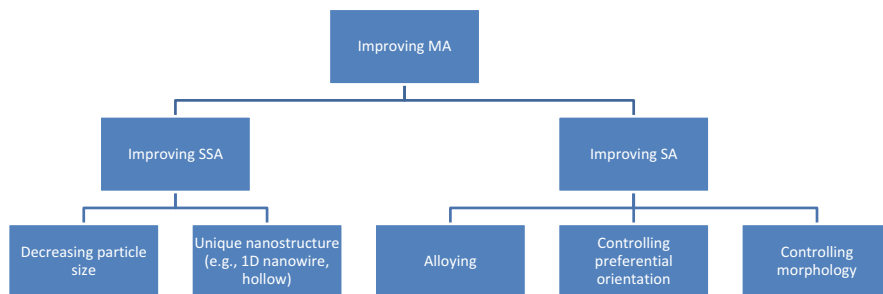 Improving MA
Improving SSA
Improving SA
Decreasing particle
size
Unique nanostructure
(e.g., 1D nanowire,
hollow)
Alloying
Controlling
preferential
orientation
Controlling
morphology